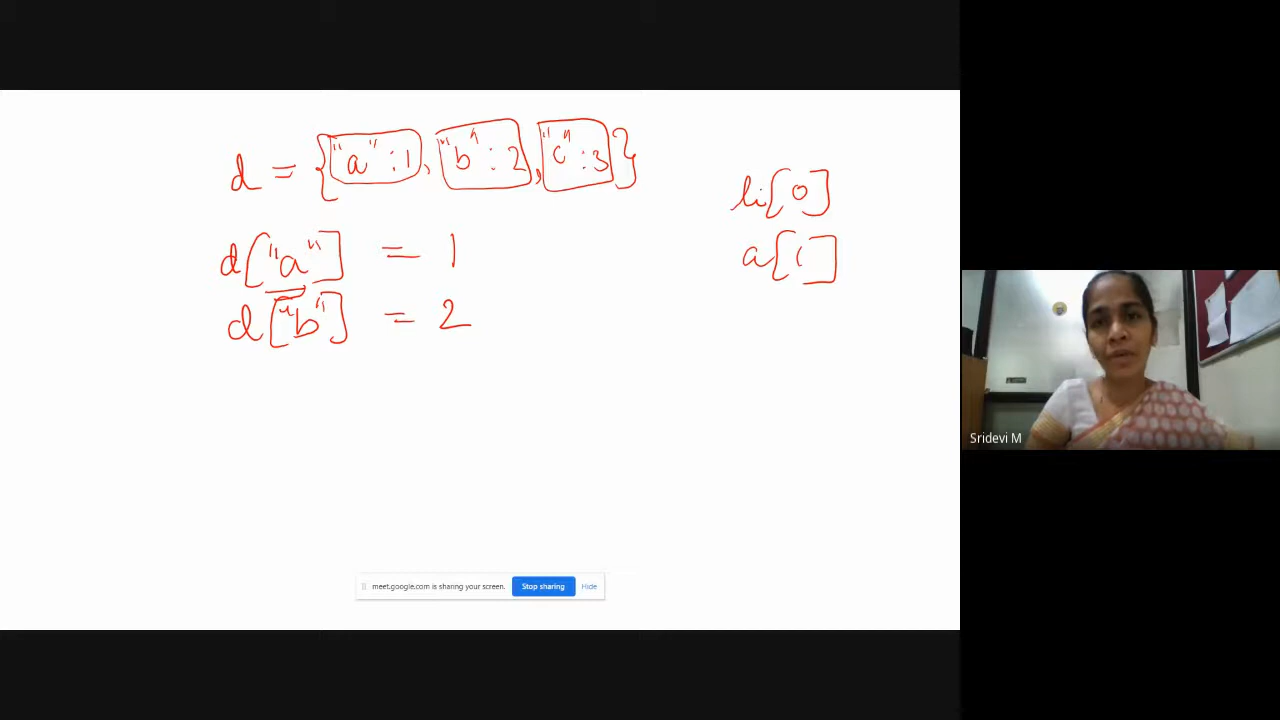 d = {"a" : 1, "b" : 2, "c" : 3}
li[0]
d["a"] = 1
a[1]
d["b"] = 2
Sridevi M
meet.google.com is sharing your screen. Stop sharing Hide